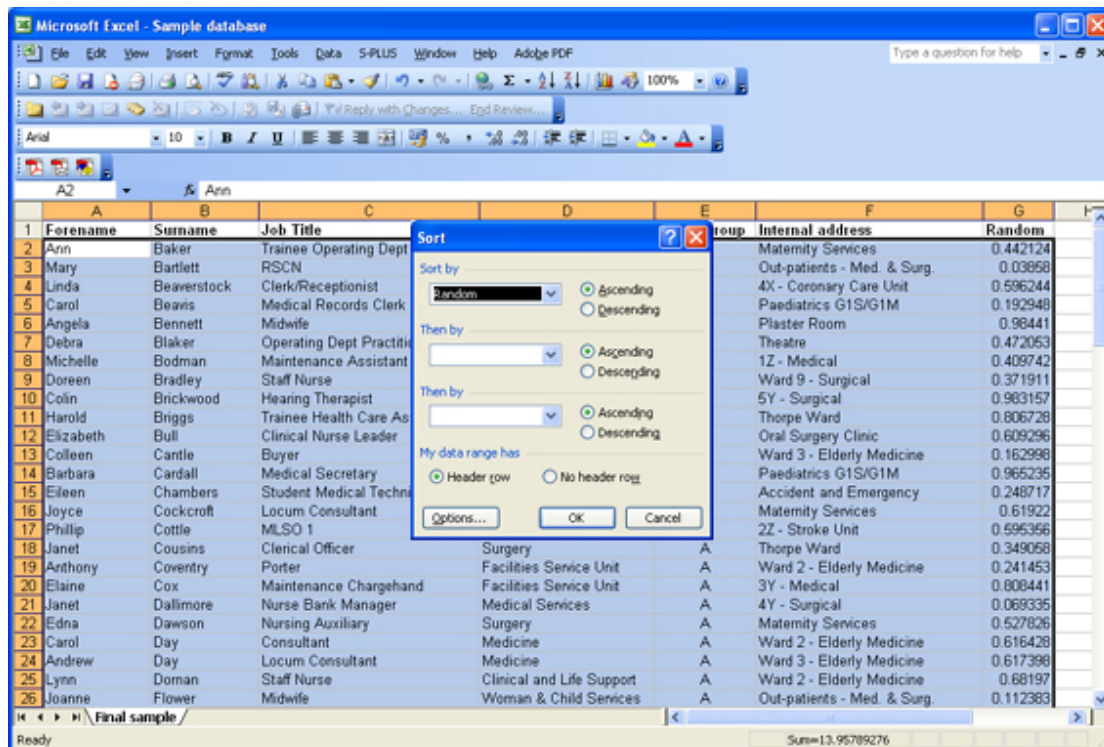 Microsoft Excel - Sample database
File Edit View Insert Format Tools Data S-PLUS Window Help Adobe PDF Type a question for help
100%
Reply with Changes... End Review...
Arial 10 B I U
A2 fx Ann
A B C D E F G H
1 Forename Surname Job Title roup Internal address Random
2 Ann Baker Trainee Operating Dept Maternity Services 0.442124
3 Mary Bartlett RSCN Out-patients - Med. & Surg. 0.03858
4 Linda Beaverstock Clerk/Receptionist 4X - Coronary Care Unit 0.596244
5 Carol Beavis Medical Records Clerk Paediatrics G1S/G1M 0.192948
6 Angela Bennett Midwife Plaster Room 0.98441
7 Debra Blaker Operating Dept Practiti Theatre 0.472053
8 Michelle Bodman Maintenance Assistant 1Z - Medical 0.409742
9 Doreen Bradley Staff Nurse Ward 9 - Surgical 0.371911
10 Colin Brickwood Hearing Therapist 5Y - Surgical 0.983157
11 Harold Briggs Trainee Health Care As Thorpe Ward 0.806728
12 Elizabeth Bull Clinical Nurse Leader Oral Surgery Clinic 0.609296
13 Colleen Cantle Buyer Ward 3 - Elderly Medicine 0.162998
14 Barbara Cardall Medical Secretary Paediatrics G1S/G1M 0.965235
15 Eileen Chambers Student Medical Techni Accident and Emergency 0.248717
16 Joyce Cockcroft Locum Consultant Maternity Services 0.61922
17 Phillip Cottle MLSO 1 2Z - Stroke Unit 0.595356
18 Janet Cousins Clerical Officer Surgery A Thorpe Ward 0.349058
19 Anthony Coventry Porter Facilities Service Unit A Ward 2 - Elderly Medicine 0.241453
20 Elaine Cox Maintenance Chargehand Facilities Service Unit A 3Y - Medical 0.808441
21 Janet Dallimore Nurse Bank Manager Medical Services A 4Y - Surgical 0.069335
22 Edna Dawson Nursing Auxiliary Surgery A Maternity Services 0.527826
23 Carol Day Consultant Medicine A Ward 2 - Elderly Medicine 0.616428
24 Andrew Day Locum Consultant Medicine A Ward 3 - Elderly Medicine 0.617398
25 Lynn Dornan Staff Nurse Clinical and Life Support A Ward 2 - Elderly Medicine 0.68197
26 Joanne Flower Midwife Woman & Child Services A Out-patients - Med. & Surg. 0.112383
Sort
Sort by
Random
Ascending
Descending
Then by
Ascending
Descending
Then by
Ascending
Descending
My data range has
Header row No header row
Options... OK Cancel
Final sample
Ready Sum=13.95789276